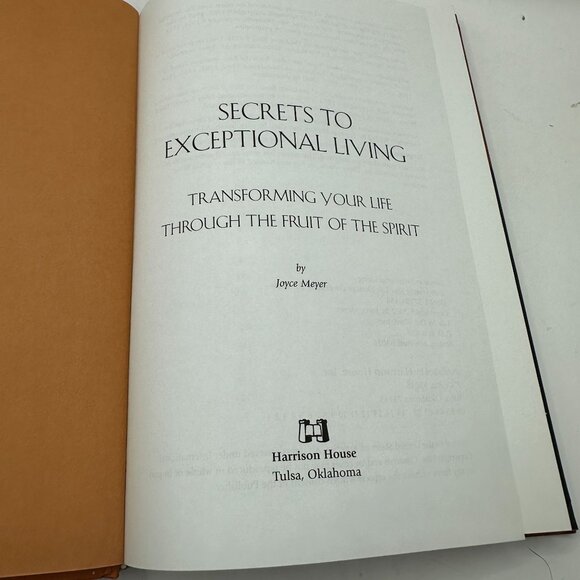 SECRETS TO
EXCEPTIONAL LIVING
TRANSFORMING YOUR LIFE
THROUGH THE FRUIT OF THE SPIRIT
by
Joyce Meyer
Harrison House
Tulsa, Oklahoma